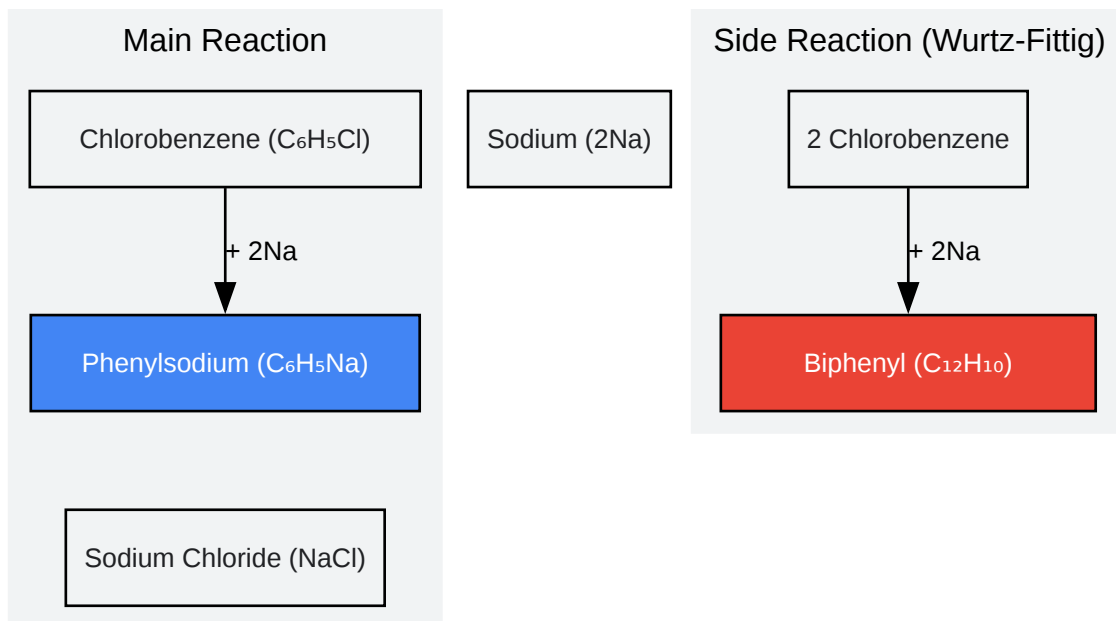 Main Reaction
Chlorobenzene (C₆H₅Cl)
+ 2Na
Phenylsodium (C₆H₅Na)
Sodium Chloride (NaCl)
Sodium (2Na)
Side Reaction (Wurtz-Fittig)
2 Chlorobenzene
+ 2Na
Biphenyl (C₁₂H₁₀)